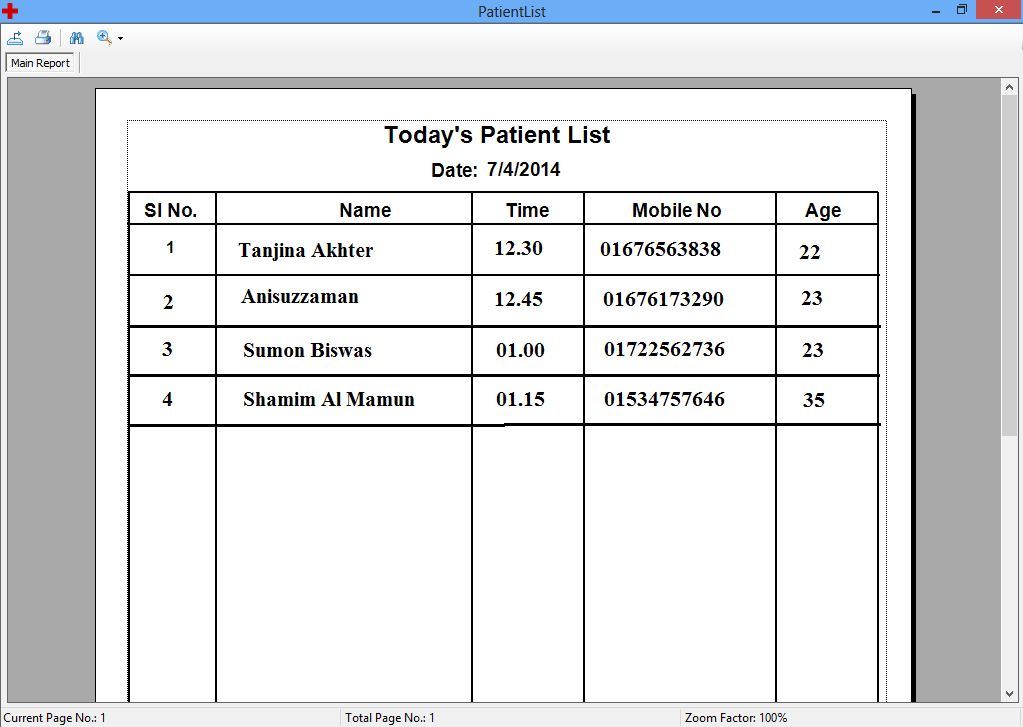 PatientList
Main Report
Today's Patient List
Date: 7/4/2014
Sl No. Name Time Mobile No Age
1 Tanjina Akhter 12.30 01676563838 22
2 Anisuzzaman 12.45 01676173290 23
3 Sumon Biswas 01.00 01722562736 23
4 Shamim Al Mamun 01.15 01534757646 35
Current Page No.: 1 Total Page No.: 1 Zoom Factor: 100%